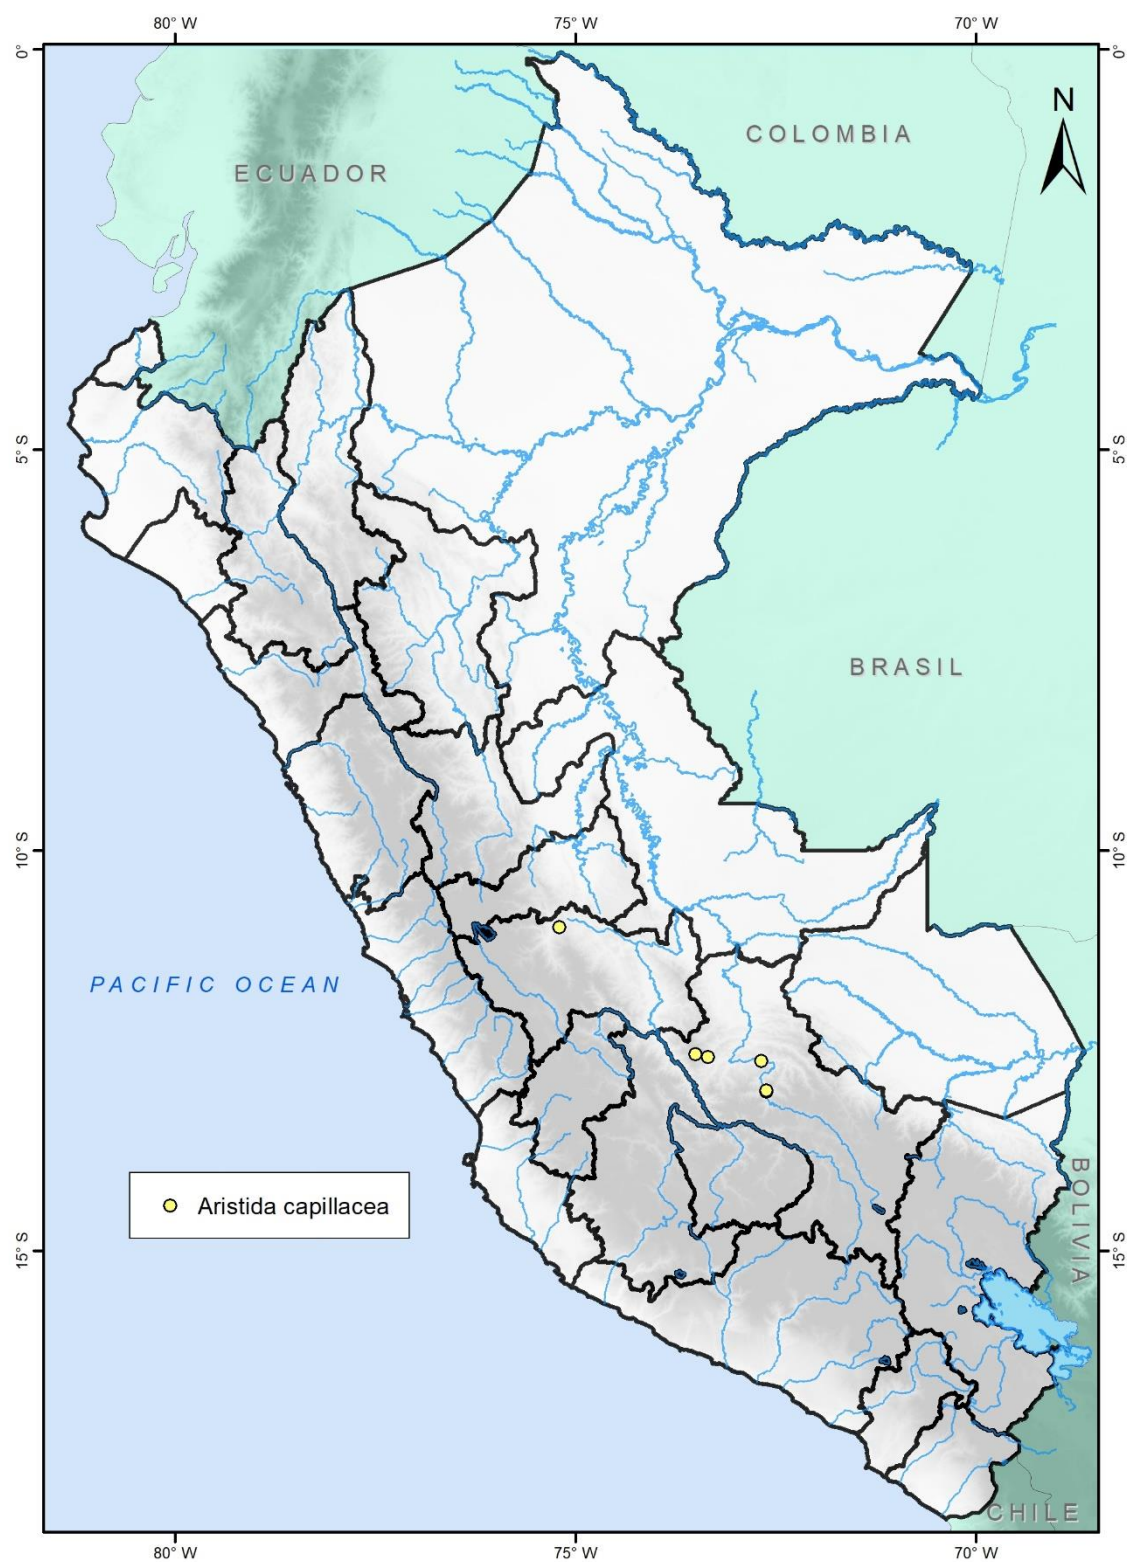 80° W 75° W 70° W
0° 0°
N
COLOMBIA
ECUADOR
5° S 5° S
BRASIL
10° S 10° S
PACIFIC OCEAN
BOLIVIA
Aristida capillacea
15° S 15° S
CHILE
80° W 75° W 70° W